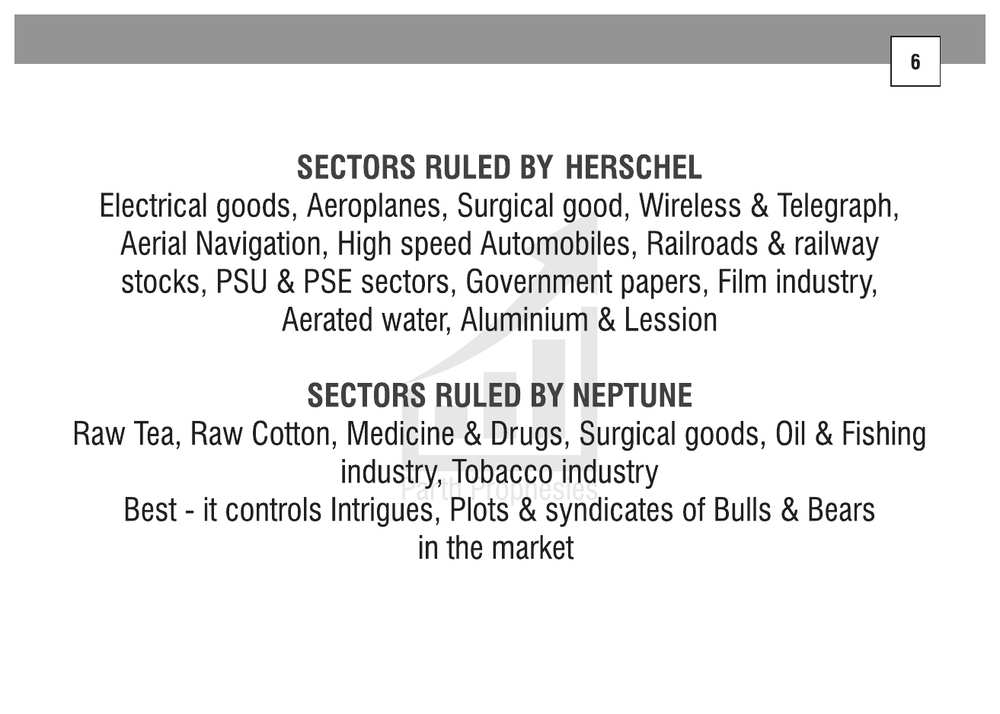 6
SECTORS RULED BY HERSCHEL
Electrical goods, Aeroplanes, Surgical good, Wireless & Telegraph,
Aerial Navigation, High speed Automobiles, Railroads & railway
stocks, PSU & PSE sectors, Government papers, Film industry,
Aerated water, Aluminium & Lession
SECTORS RULED BY NEPTUNE
Raw Tea, Raw Cotton, Medicine & Drugs, Surgical goods, Oil & Fishing
industry, Tobacco industry
Parth Prophesies
Best - it controls Intrigues, Plots & syndicates of Bulls & Bears
in the market